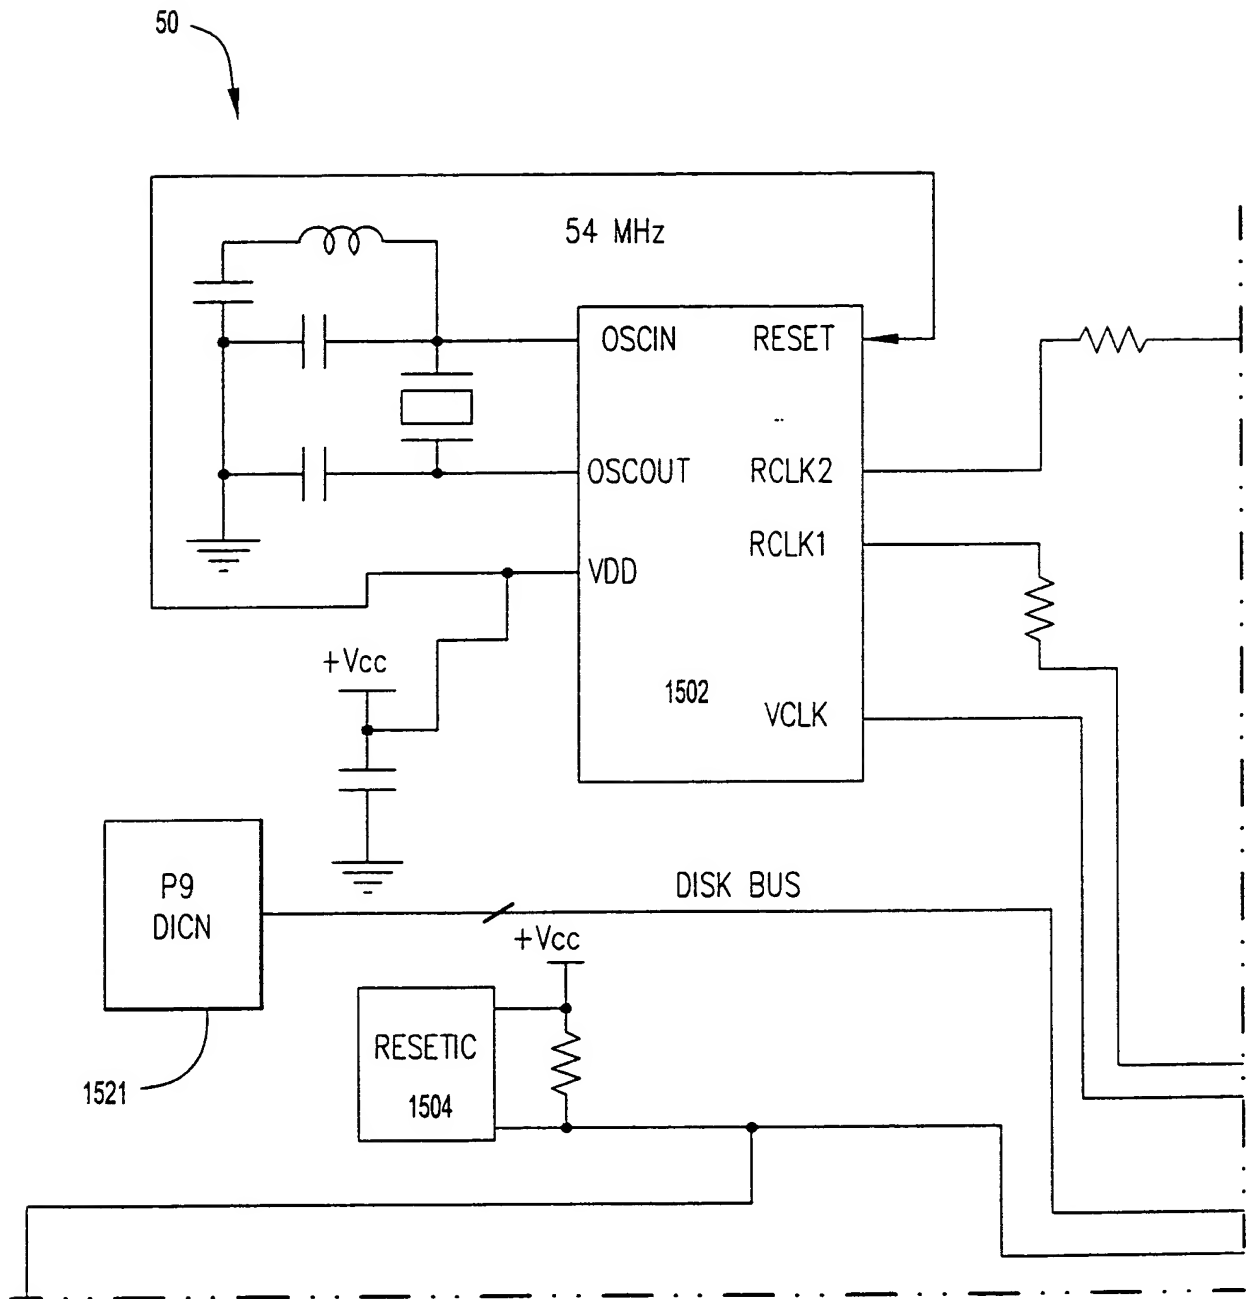 50
54 MHz
OSCIN
RESET
OSCOUT
RCLK2
RCLK1
VDD
+Vcc
1502
VCLK
P9
DICN
DISK BUS
+Vcc
RESETIC
1504
1521